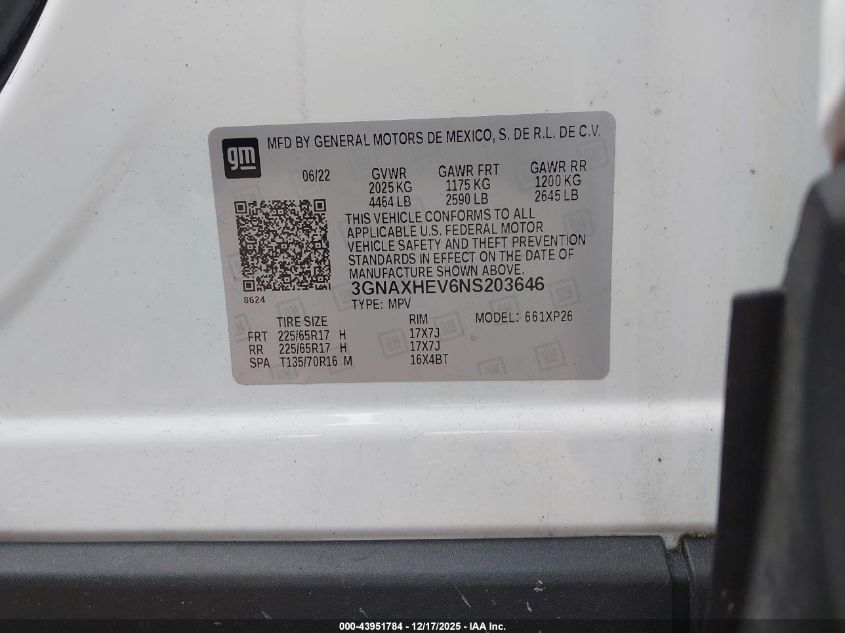 gm
MFD BY GENERAL MOTORS DE MEXICO, S. DE R.L. DE C.V.
06/22 GVWR GAWR FRT GAWR RR
2025 KG 1175 KG 1200 KG
4464 LB 2590 LB 2645 LB
THIS VEHICLE CONFORMS TO ALL
APPLICABLE U.S. FEDERAL MOTOR
VEHICLE SAFETY AND THEFT PREVENTION
STANDARDS IN EFFECT ON THE DATE OF
MANUFACTURE SHOWN ABOVE.
3GNAXHEV6NS203646
8624
TYPE: MPV
TIRE SIZE RIM MODEL: 661XP26
FRT 225/65R17 H 17X7J
RR 225/65R17 H 17X7J
SPA T135/70R16 M 16X4BT
000-43951784 - 12/17/2025 - IAA Inc.